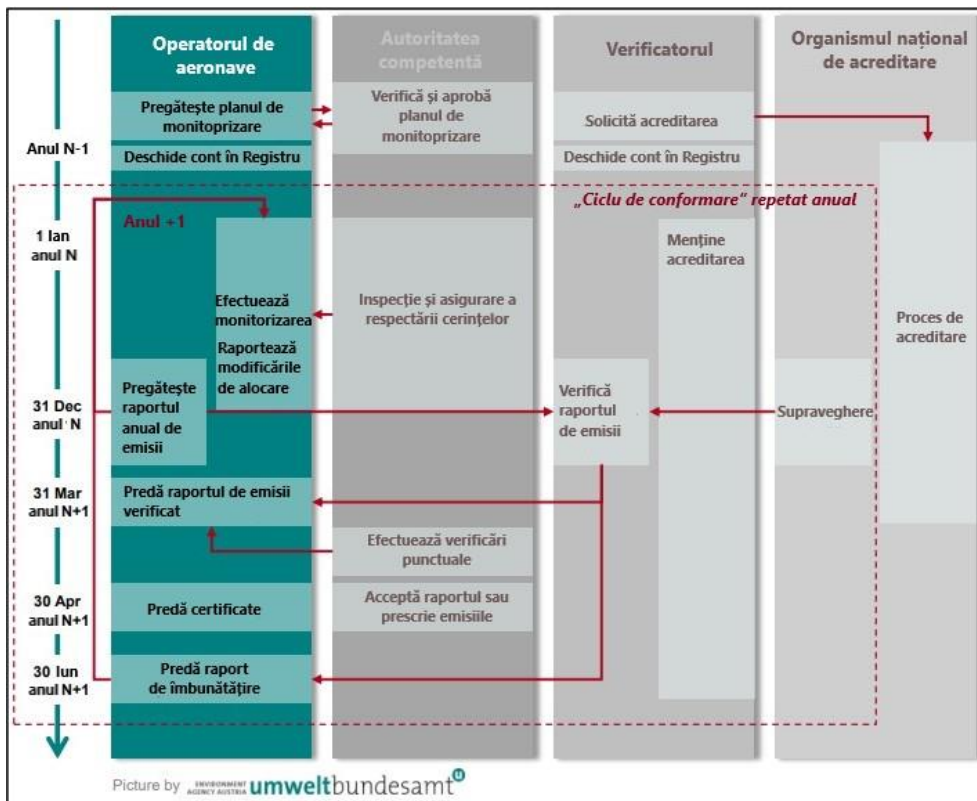 Operatorul de
aeronave
Autoritatea
competentă
Verificatorul
Organismul național
de acreditare
Anul N-1
Pregătește planul de
monitoprizare
Verifică și aprobă
planul de
monitoprizare
Solicită acreditarea
Deschide cont în Registru
Deschide cont în Registru
„Ciclu de conformare“ repetat anual
Anul +1
1 Ian
anul N
Menține
acreditarea
Efectuează
monitorizarea
Raportează
modificările
de alocare
Inspecție și asigurare a
respectării cerințelor
Proces de
acreditare
31 Dec
anul N
Pregătește
raportul
anual de
emisii
Verifică
raportul
de emisii
Supraveghere
31 Mar
anul N+1
Predă raportul de emisii
verificat
Efectuează verificări
punctuale
30 Apr
anul N+1
Predă certificate
Acceptă raportul sau
prescrie emisiile
30 Iun
anul N+1
Predă raport
de îmbunătățire
Picture by ENVIRONMENT AGENCY AUSTRIA umweltbundesamt